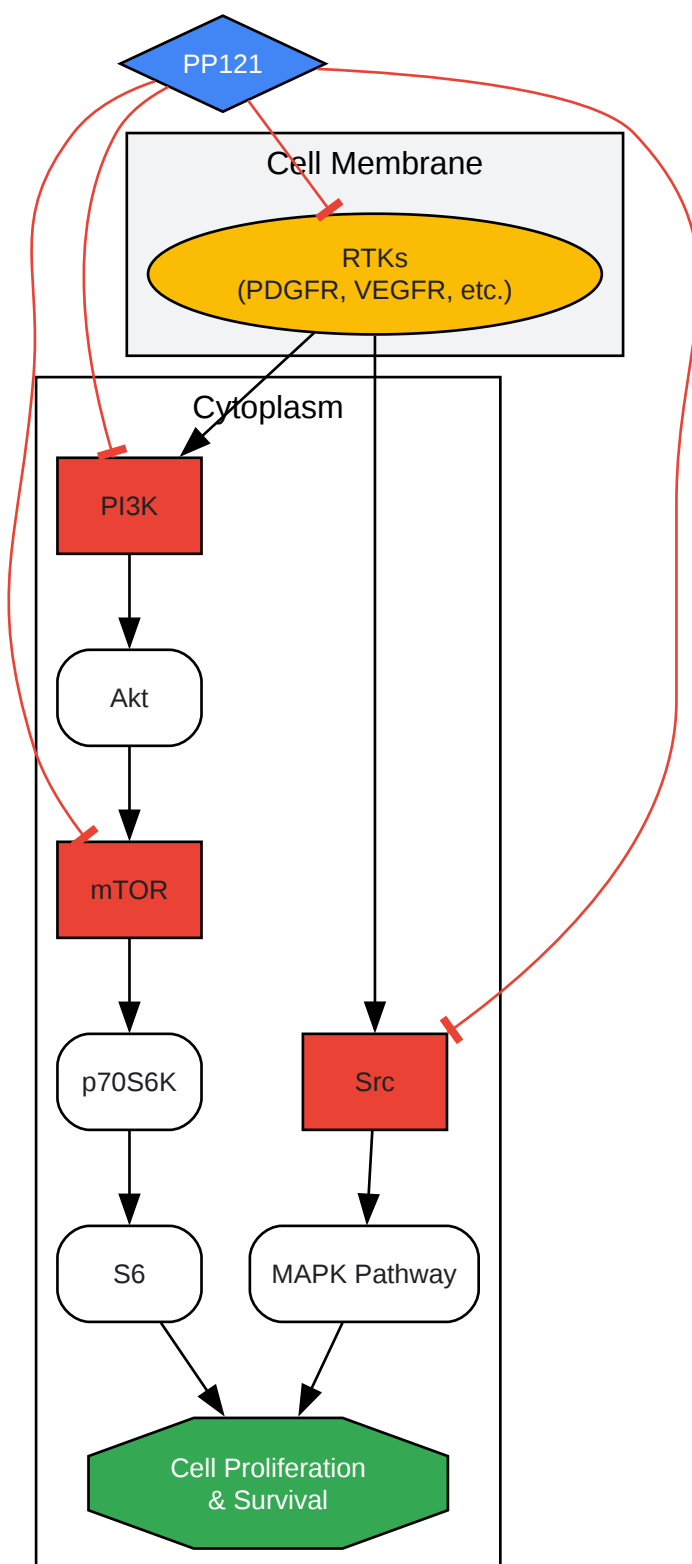 PP121
Cell Membrane
RTKs
(PDGFR, VEGFR, etc.)
Cytoplasm
PI3K
Akt
mTOR
p70S6K
Src
S6
MAPK Pathway
Cell Proliferation
& Survival